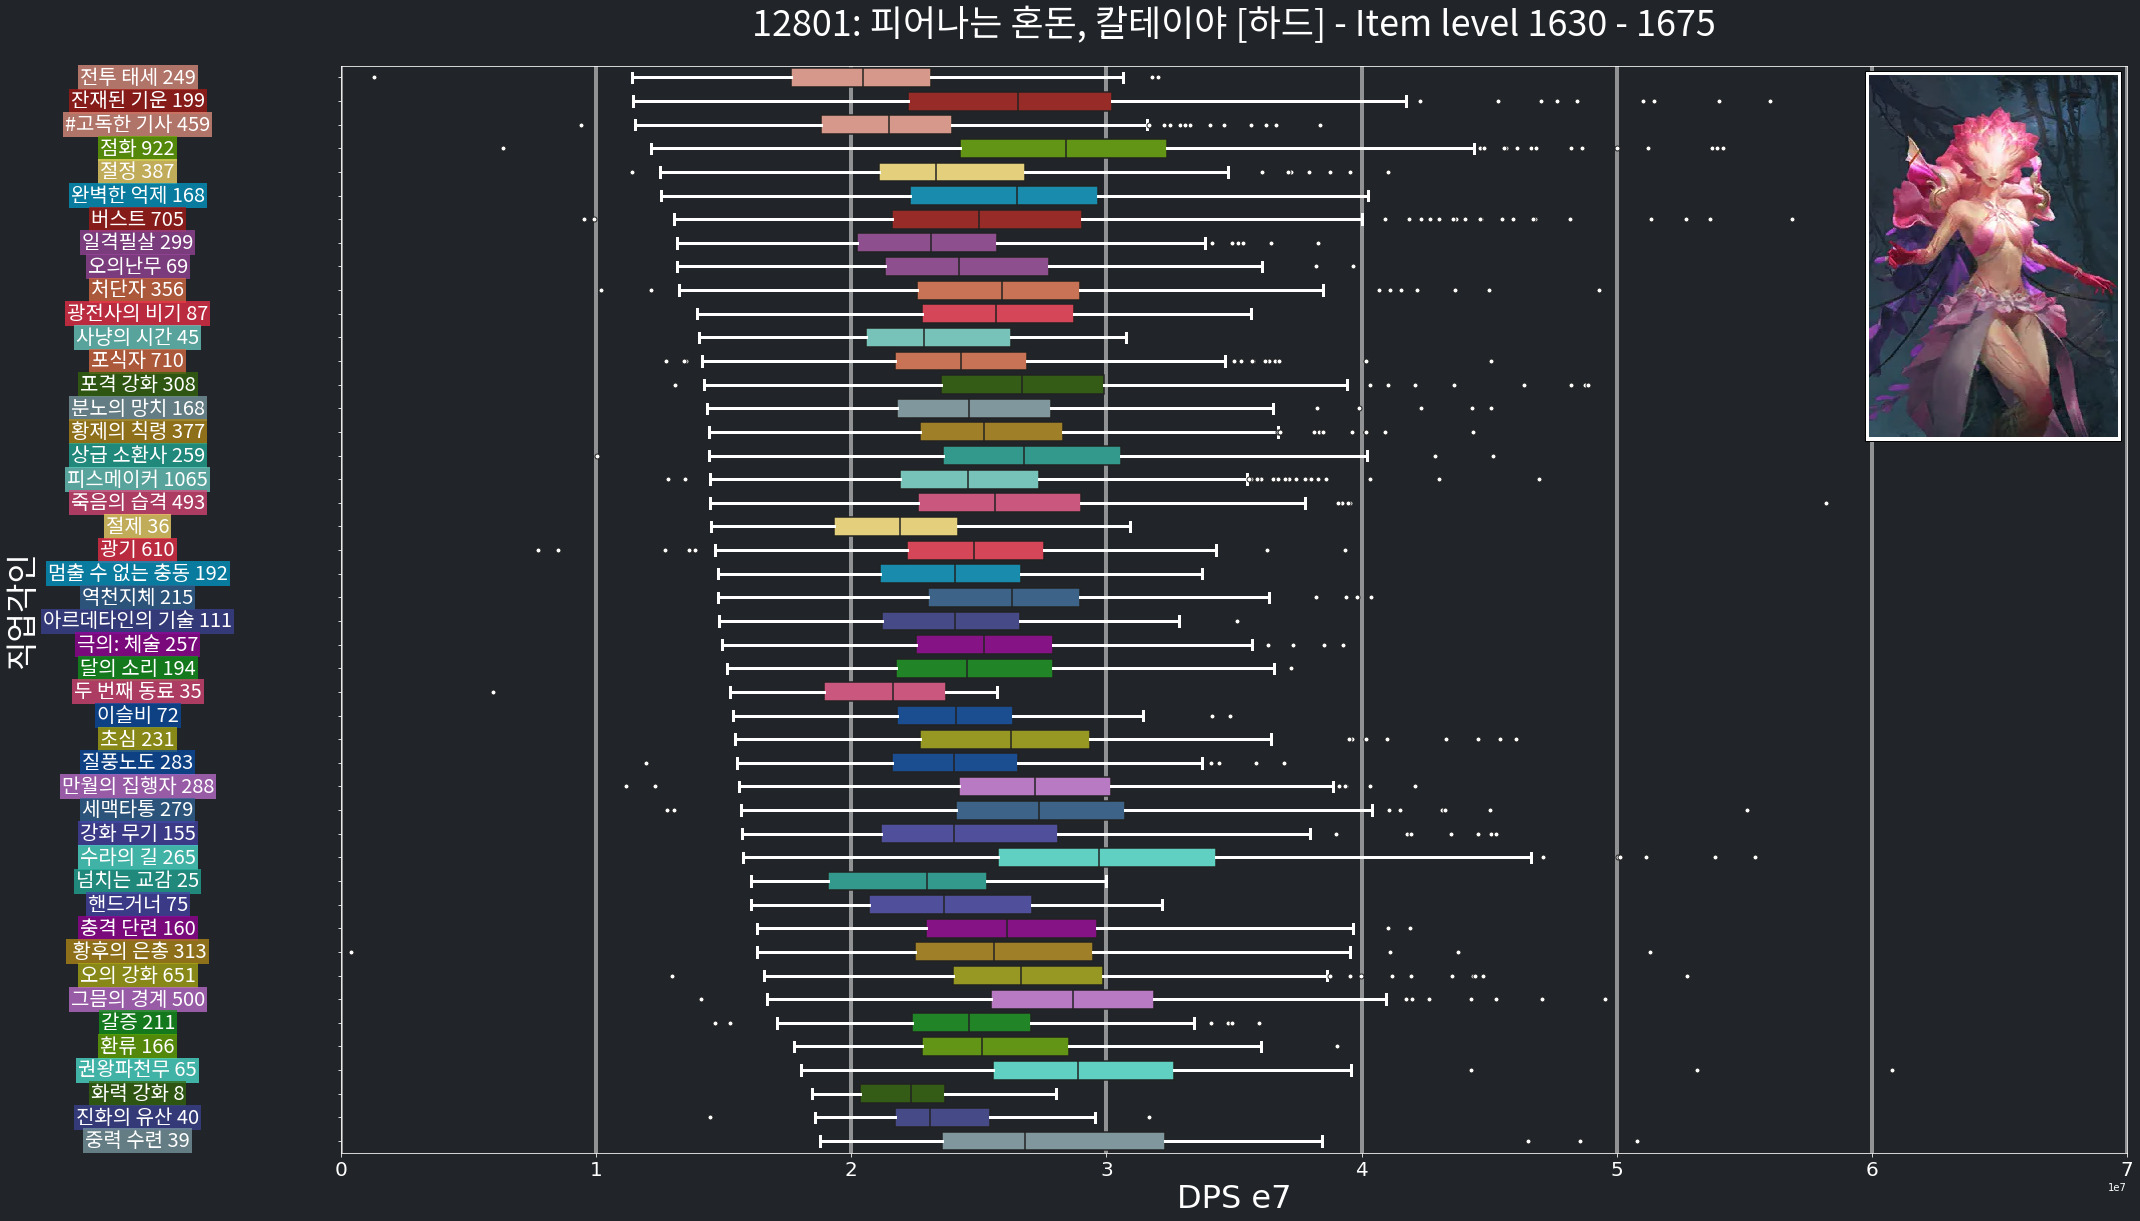 12801: 피어나는 혼돈, 칼테이야 [하드] - Item level 1630 - 1675
직업각인
전투 태세 249
잔재된 기운 199
#고독한 기사 459
점화 922
절정 387
완벽한 억제 168
버스트 705
일격필살 299
오의난무 69
처단자 356
광전사의 비기 87
사냥의 시간 45
포식자 710
포격 강화 308
분노의 망치 168
황제의 칙령 377
상급 소환사 259
피스메이커 1065
죽음의 습격 493
절제 36
광기 610
멈출 수 없는 충동 192
역천지체 215
아르데타인의 기술 111
극의: 체술 257
달의 소리 194
두 번째 동료 35
이슬비 72
초심 231
질풍노도 283
만월의 집행자 288
세맥타통 279
강화 무기 155
수라의 길 265
넘치는 교감 25
핸드거너 75
충격 단련 160
황후의 은총 313
오의 강화 651
그믐의 경계 500
갈증 211
환류 166
권왕파천무 65
화력 강화 8
진화의 유산 40
중력 수련 39
0 1 2 3 4 5 6 7
1e7
DPS e7